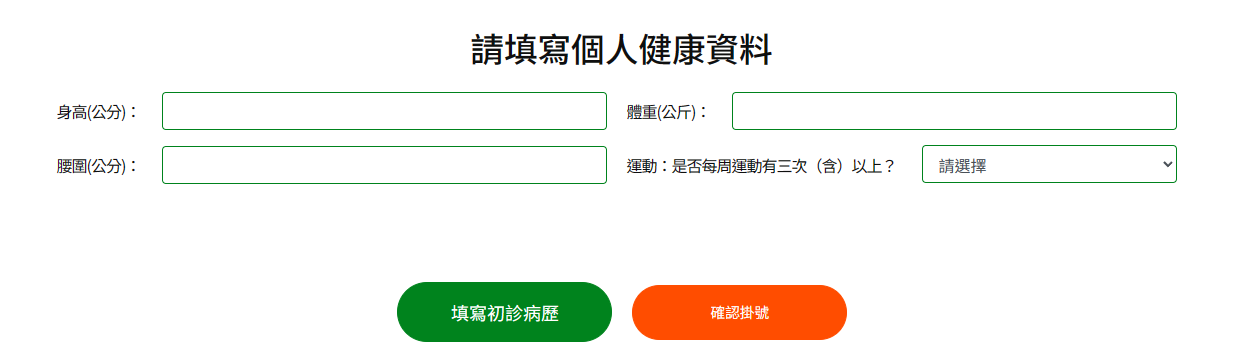 請填寫個人健康資料
身高(公分)： 體重(公斤)：
腰圍(公分)： 運動：是否每周運動有三次（含）以上？ 請選擇
填寫初診病歷 確認掛號